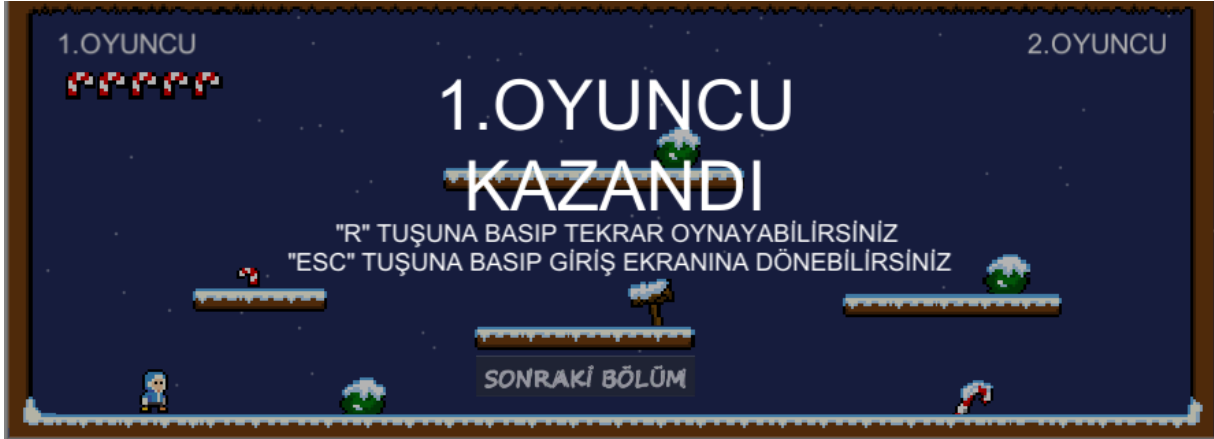 1.OYUNCU
2.OYUNCU
1.OYUNCU
KAZANDI
"R" TUŞUNA BASIP TEKRAR OYNAYABİLİRSİNİZ
"ESC" TUŞUNA BASIP GİRİŞ EKRANINA DÖNEBİLİRSİNİZ
SONRAKİ BÖLÜM